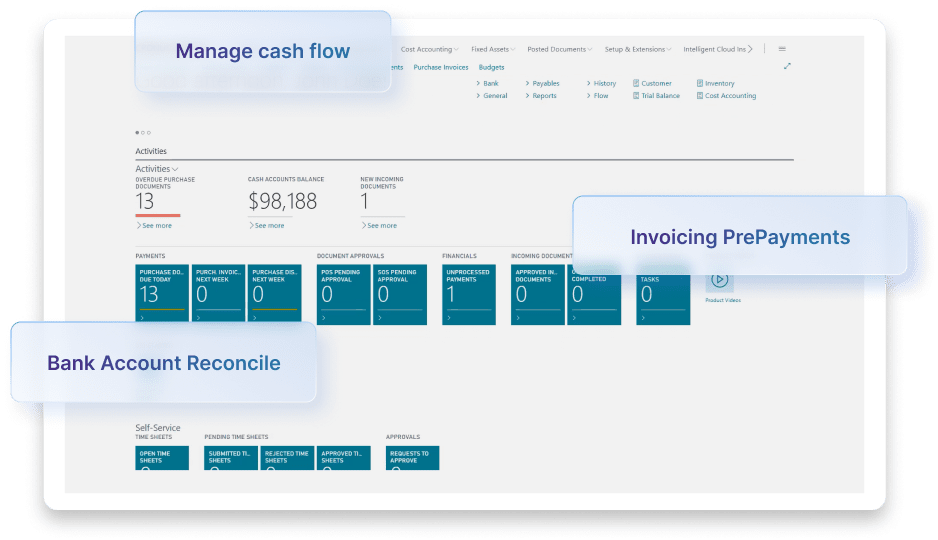 Manage cash flow
Cost Accounting Fixed Assets Posted Documents Setup & Extensions Intelligent Cloud Ins
Purchase Invoices Budgets
> Bank > Payables > History Customer Inventory
> General > Reports > Flow Trial Balance Cost Accounting
Activities
Activities
OVERDUE PURCHASE DOCUMENTS
13
> See more
CASH ACCOUNTS BALANCE
$98,188
> See more
NEW INCOMING DOCUMENTS
1
> See more
Invoicing PrePayments
PAYMENTS
PURCHASE DO.. DUE TODAY
13
PURCH. INVOIC.. NEXT WEEK
0
PURCHASE DIS.. NEXT WEEK
0
DOCUMENT APPROVALS
POS PENDING APPROVAL
0
SOS PENDING APPROVAL
0
FINANCIALS
UNPROCESSED PAYMENTS
1
INCOMING DOCUMENT
APPROVED IN.. DOCUMENTS
0
COMPLETED
0
TASKS
0
Product Videos
Bank Account Reconcile
Self-Service
TIME SHEETS
OPEN TIME SHEETS
PENDING TIME SHEETS
SUBMITTED TI... SHEETS
REJECTED TIME SHEETS
APPROVED TI... SHEETS
APPROVALS
REQUESTS TO APPROVE